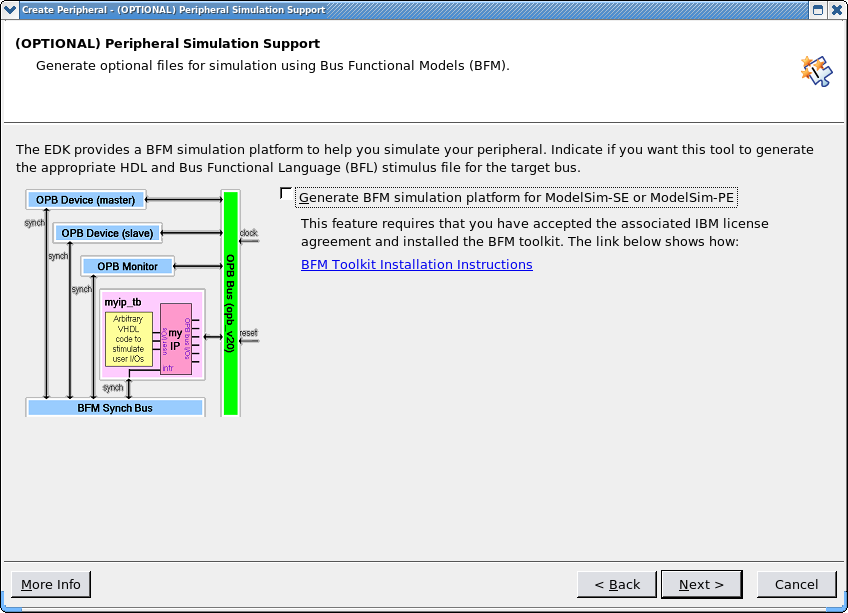 Create Peripheral - (OPTIONAL) Peripheral Simulation Support
(OPTIONAL) Peripheral Simulation Support
Generate optional files for simulation using Bus Functional Models (BFM).
The EDK provides a BFM simulation platform to help you simulate your peripheral. Indicate if you want this tool to generate
the appropriate HDL and Bus Functional Language (BFL) stimulus file for the target bus.
OPB Device (master)
synch
OPB Device (slave)
synch
OPB Monitor
synch
myip_tb
Arbitrary
VHDL
code to
stimulate
user I/Os
user I/Os
my
IP
OPB bus I/Os
intr
synch
BFM Synch Bus
OPB Bus (opb_v20)
clock
reset
Generate BFM simulation platform for ModelSim-SE or ModelSim-PE
This feature requires that you have accepted the associated IBM license
agreement and installed the BFM toolkit. The link below shows how:
BFM Toolkit Installation Instructions
More Info
< Back
Next >
Cancel